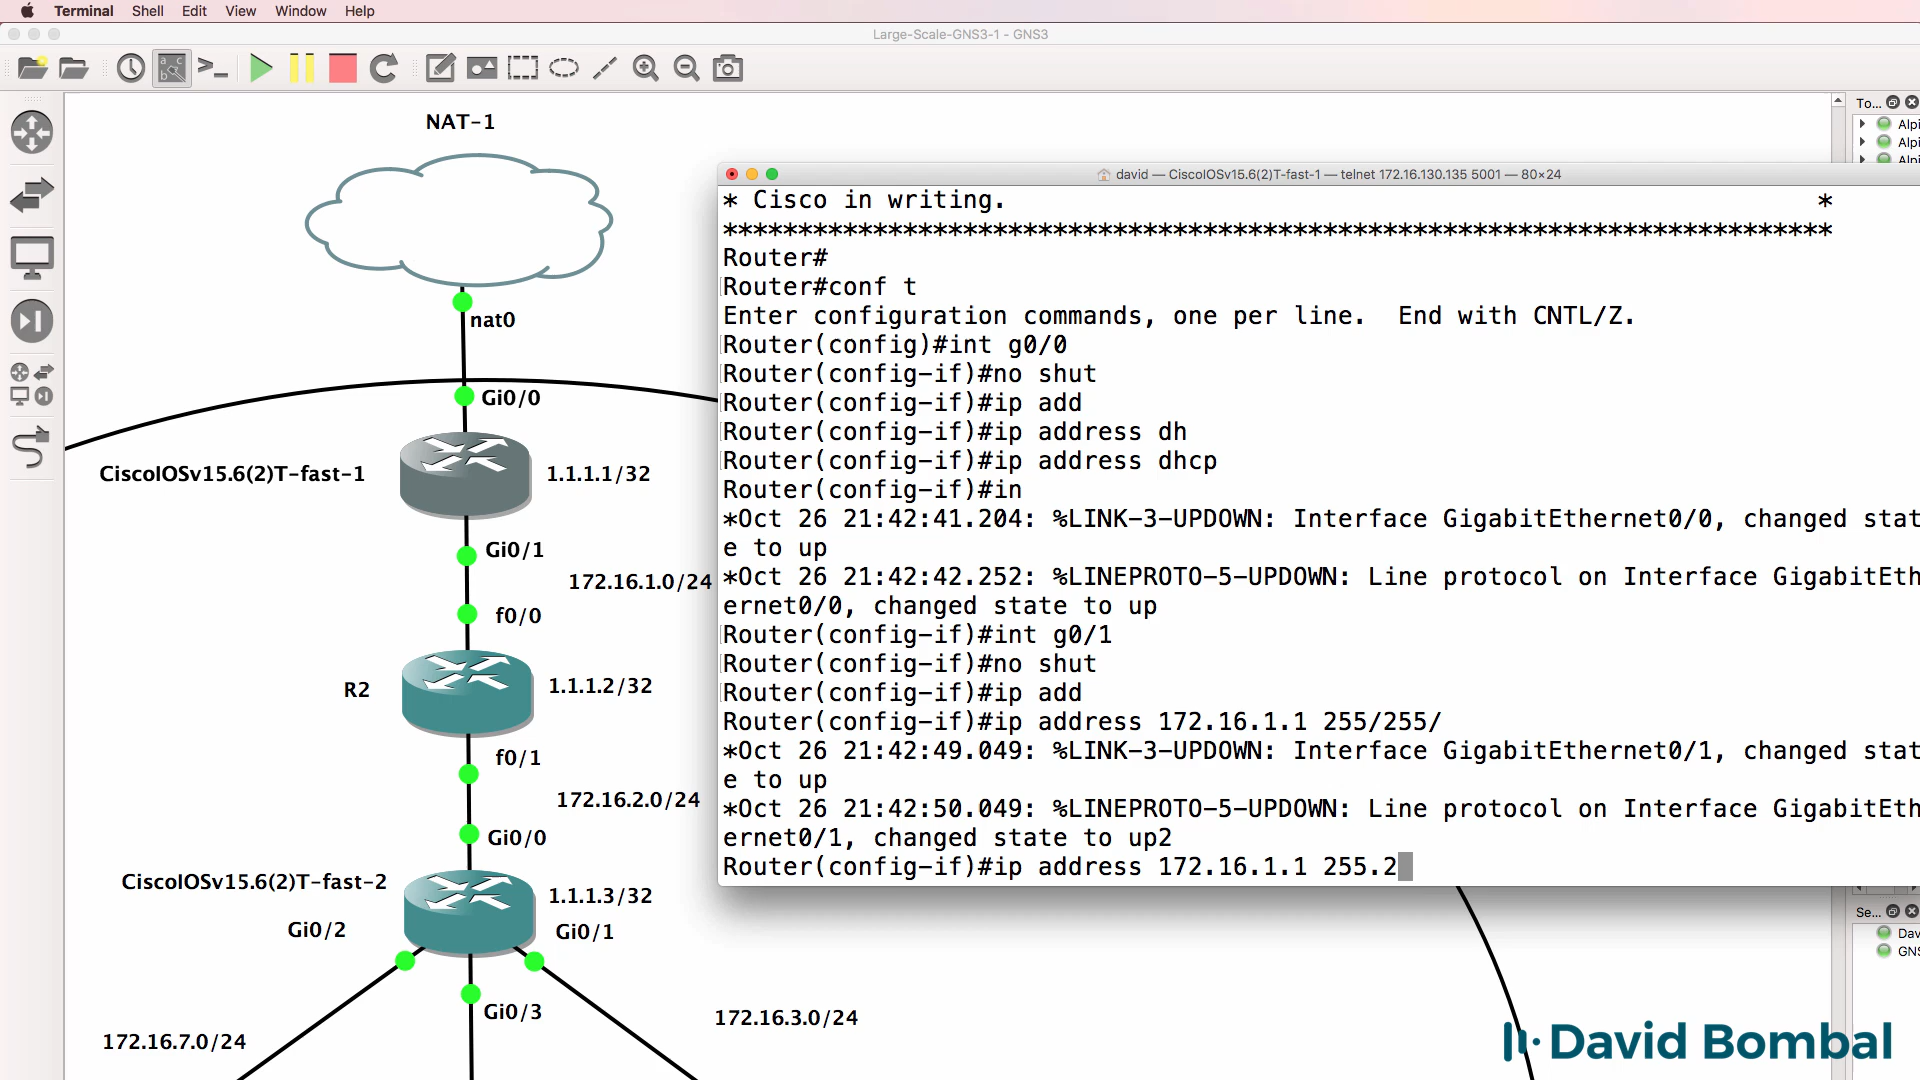 Terminal Shell Edit View Window Help
Large-Scale-GNS3-1 - GNS3
NAT-1
nat0
Gi0/0
CiscoIOSv15.6(2)T-fast-1
1.1.1.1/32
Gi0/1
172.16.1.0/24
f0/0
R2
1.1.1.2/32
f0/1
172.16.2.0/24
Gi0/0
CiscoIOSv15.6(2)T-fast-2
1.1.1.3/32
Gi0/2
Gi0/1
Gi0/3
172.16.7.0/24
172.16.3.0/24
david — CiscoIOSv15.6(2)T-fast-1 — telnet 172.16.130.135 5001 — 80×24
* Cisco in writing. *
**************************************************************************
Router#
Router#conf t
Enter configuration commands, one per line.  End with CNTL/Z.
Router(config)#int g0/0
Router(config-if)#no shut
Router(config-if)#ip add
Router(config-if)#ip address dh
Router(config-if)#ip address dhcp
Router(config-if)#in
*Oct 26 21:42:41.204: %LINK-3-UPDOWN: Interface GigabitEthernet0/0, changed stat
e to up
*Oct 26 21:42:42.252: %LINEPROTO-5-UPDOWN: Line protocol on Interface GigabitEth
ernet0/0, changed state to up
Router(config-if)#int g0/1
Router(config-if)#no shut
Router(config-if)#ip add
Router(config-if)#ip address 172.16.1.1 255/255/
*Oct 26 21:42:49.049: %LINK-3-UPDOWN: Interface GigabitEthernet0/1, changed stat
e to up
*Oct 26 21:42:50.049: %LINEPROTO-5-UPDOWN: Line protocol on Interface GigabitEth
ernet0/1, changed state to up2
Router(config-if)#ip address 172.16.1.1 255.2
To...
Alpi
Alpi
Alpi
Se...
Dav
GNS
David Bombal